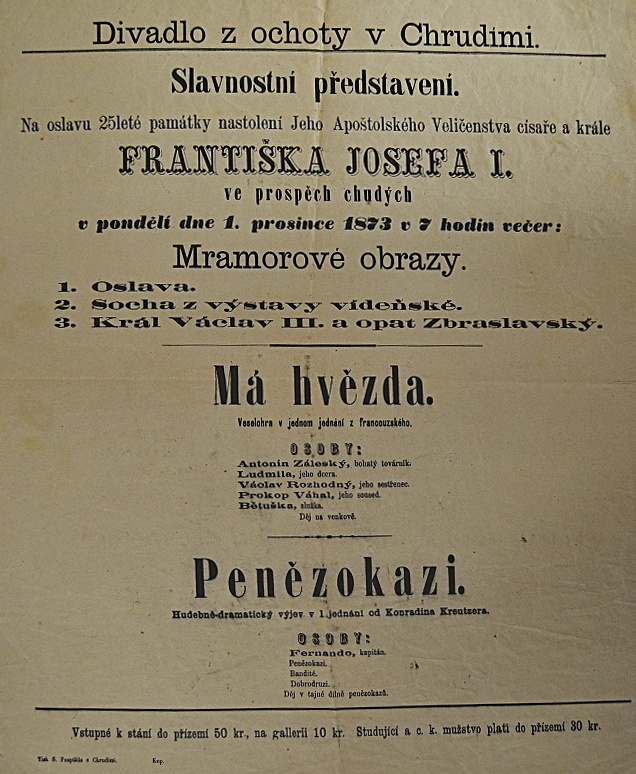 Divadlo z ochoty v Chrudimi.
Slavnostní představení.
Na oslavu 25leté památky nastolení Jeho Apoštolského Veličenstva císaře a krále
FRANTIŠKA JOSEFA I.
ve prospěch chudých
v pondělí dne 1. prosince 1873 v 7 hodin večer:
Mramorové obrazy.
1. Oslava.
2. Socha z výstavy vídeňské.
3. Král Václav III. a opat Zbraslavský.
Má hvězda.
Veselohra v jednom jednání z francouzského.
OSOBY:
Antonín Záleský, bohatý továrník.
Ludmila, jeho dcera.
Václav Rozhodný, jeho sestřenec.
Prokop Váhal, jeho soused.
Bětuška, služka.
Děj na venkově.
Penězokazi.
Hudebně-dramatický výjev v 1 jednání od Konradina Kreutzera.
OSOBY:
Fernando, kapitán.
Penězokazi.
Bandité.
Dobrodruzi.
Děj v tajné dílně penězokazů.
Vstupné k stání do přízemí 50 kr., na gallerii 10 kr. Studující a c. k. mužstvo platí do přízemí 30 kr.
Tisk S. Pospíšila v Chrudimi. Kop.